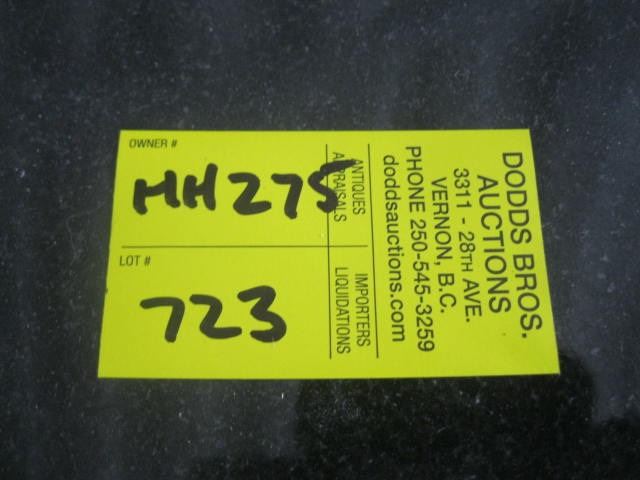 OWNER #
HH275
LOT #
723
ANTIQUES
APPRAISALS
IMPORTERS
LIQUIDATIONS
DODDS BROS.
AUCTIONS
3311 - 28TH AVE.
VERNON, B.C.
PHONE 250-545-3259
doddsauctions.com